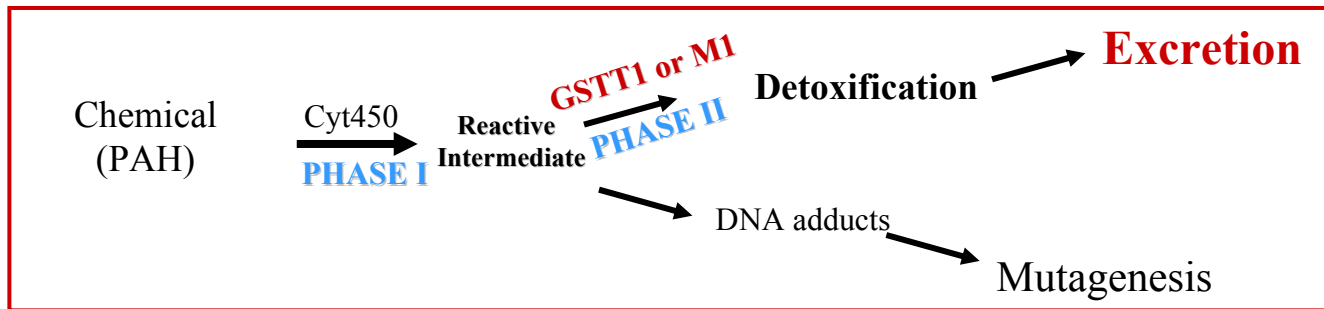 Chemical
(PAH)
Cyt450
PHASE I
Reactive
Intermediate
GSTT1 or M1
PHASE II
Detoxification
Excretion
DNA adducts
Mutagenesis